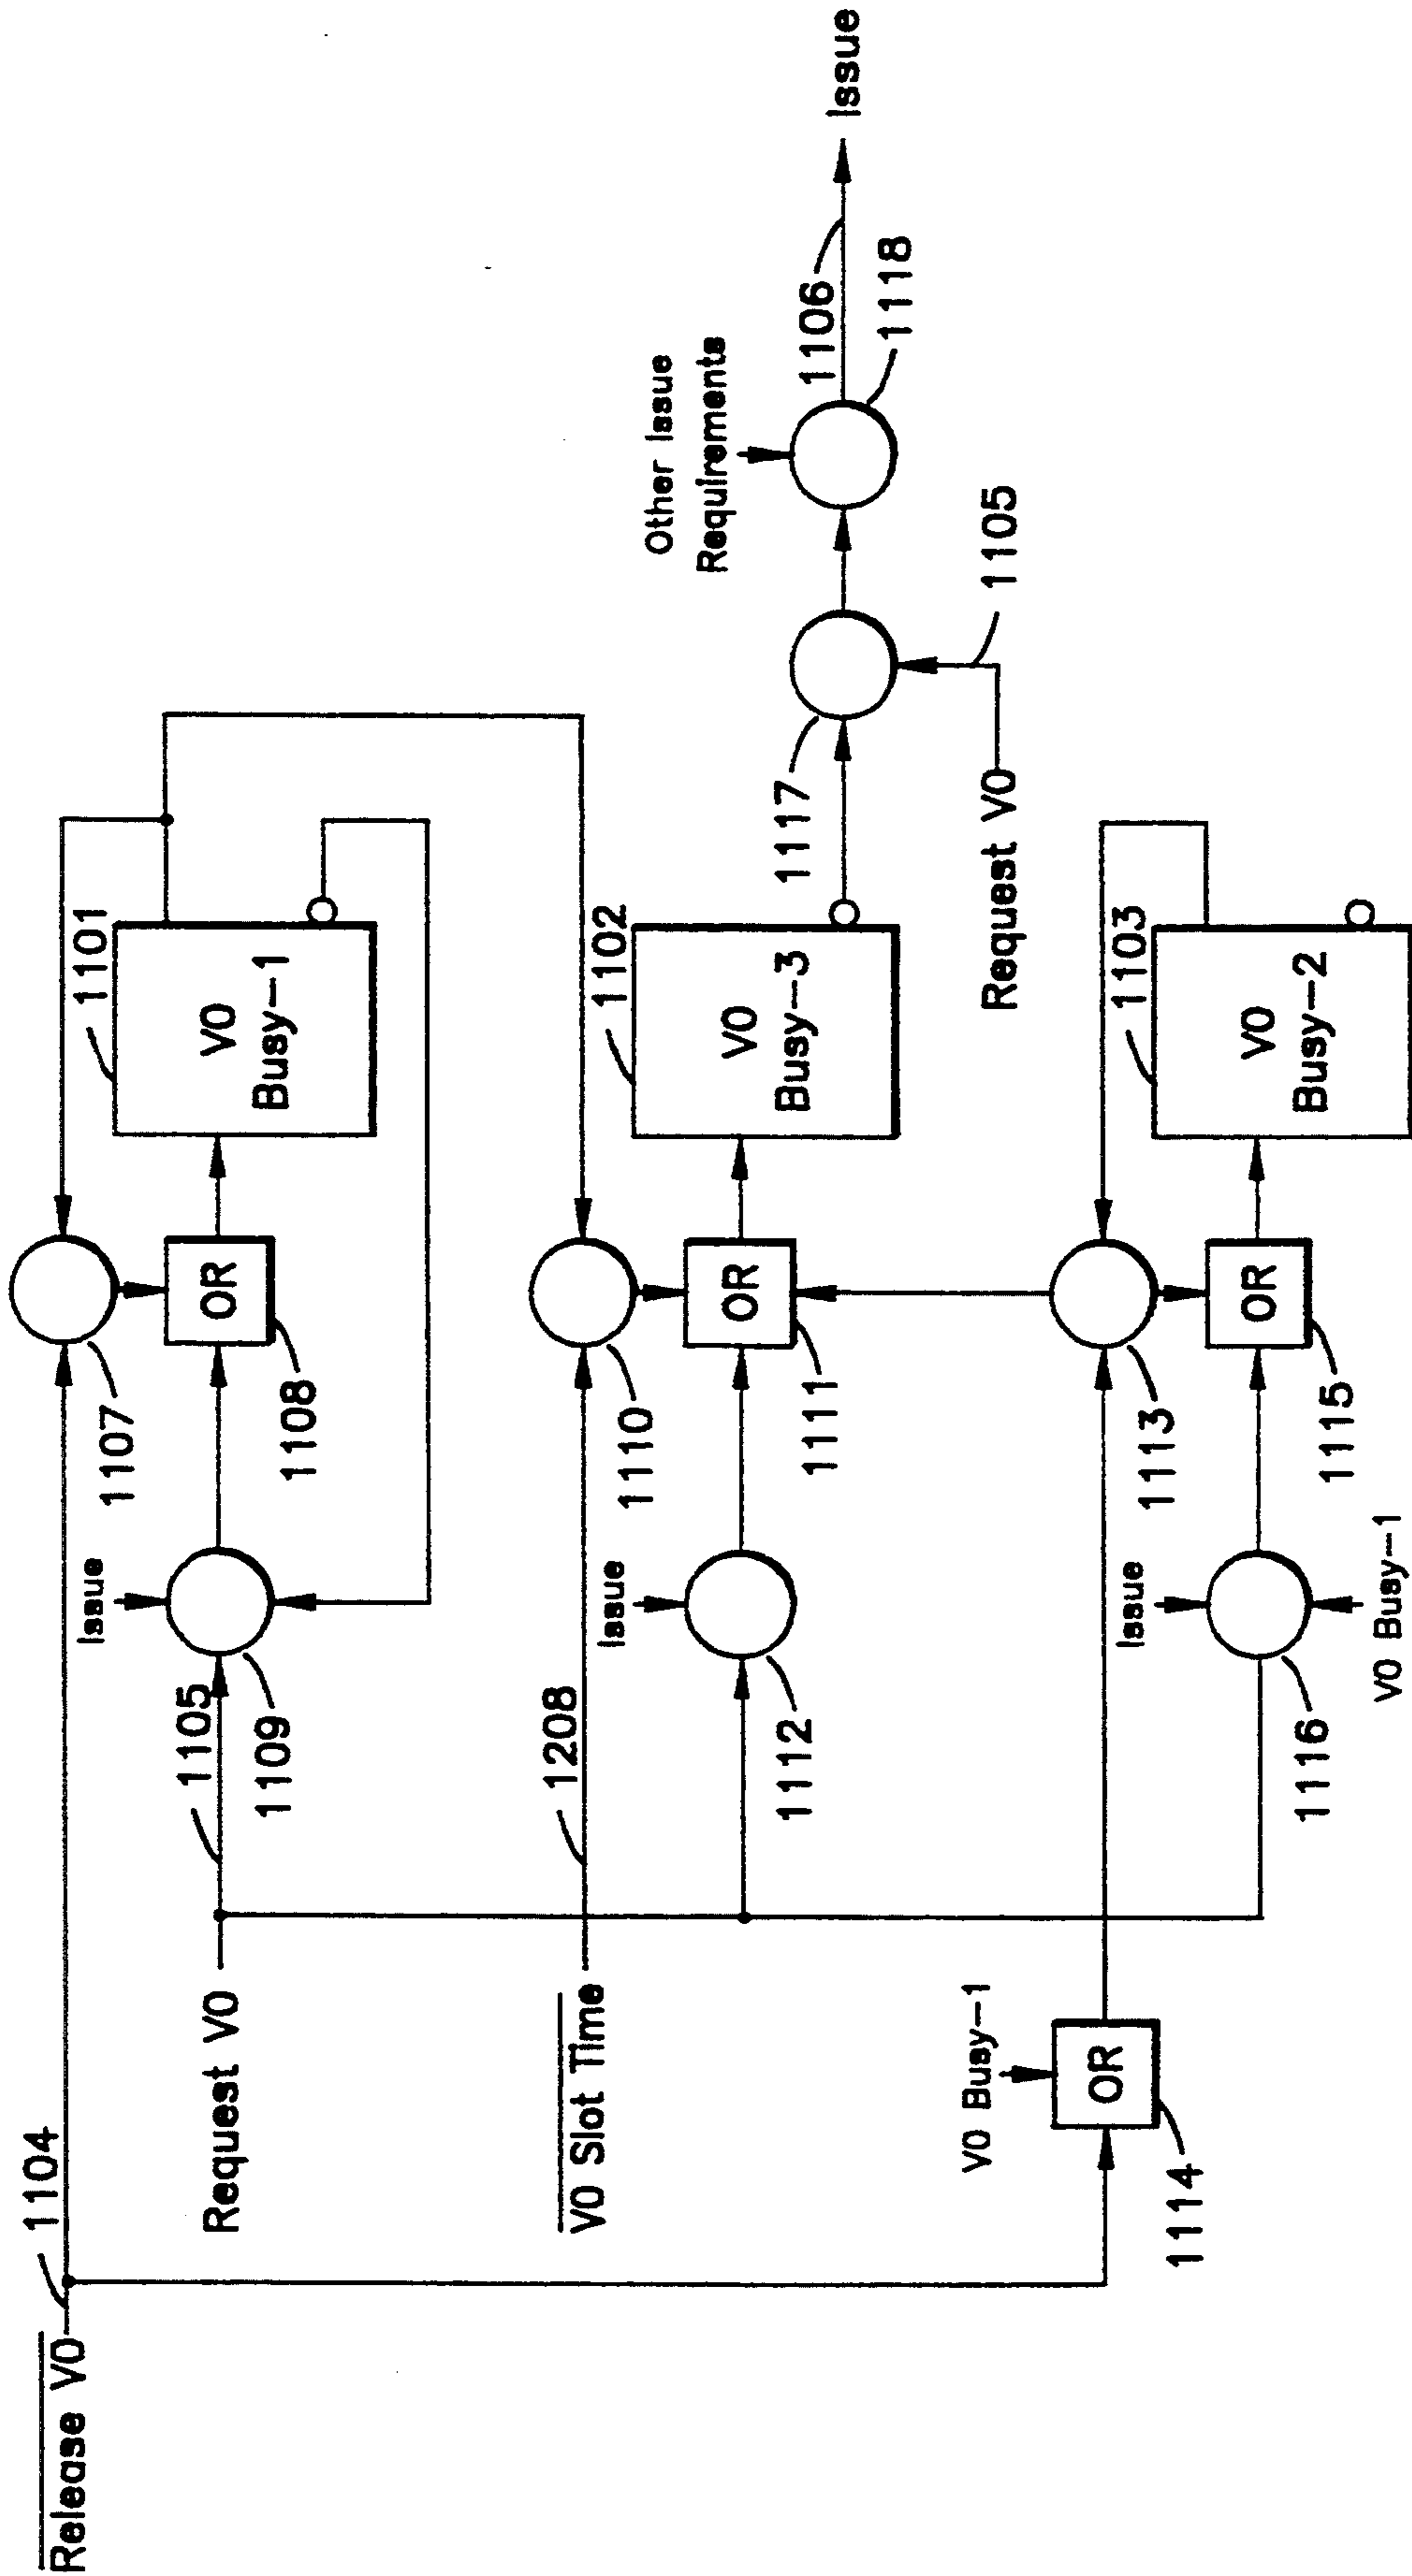 Release V0
1104
Request V0
1105
1109
Issue
1107
1108
OR
1101
V0
Busy-1
V0 Slot Time
1208
Issue
1112
1110
1111
OR
1102
V0
Busy-3
1117
Request V0
1105
Other Issue
Requirements
1106
1118
Issue
V0 Busy-1
OR
1114
Issue
1116
V0 Busy-1
1113
1115
OR
1103
V0
Busy-2